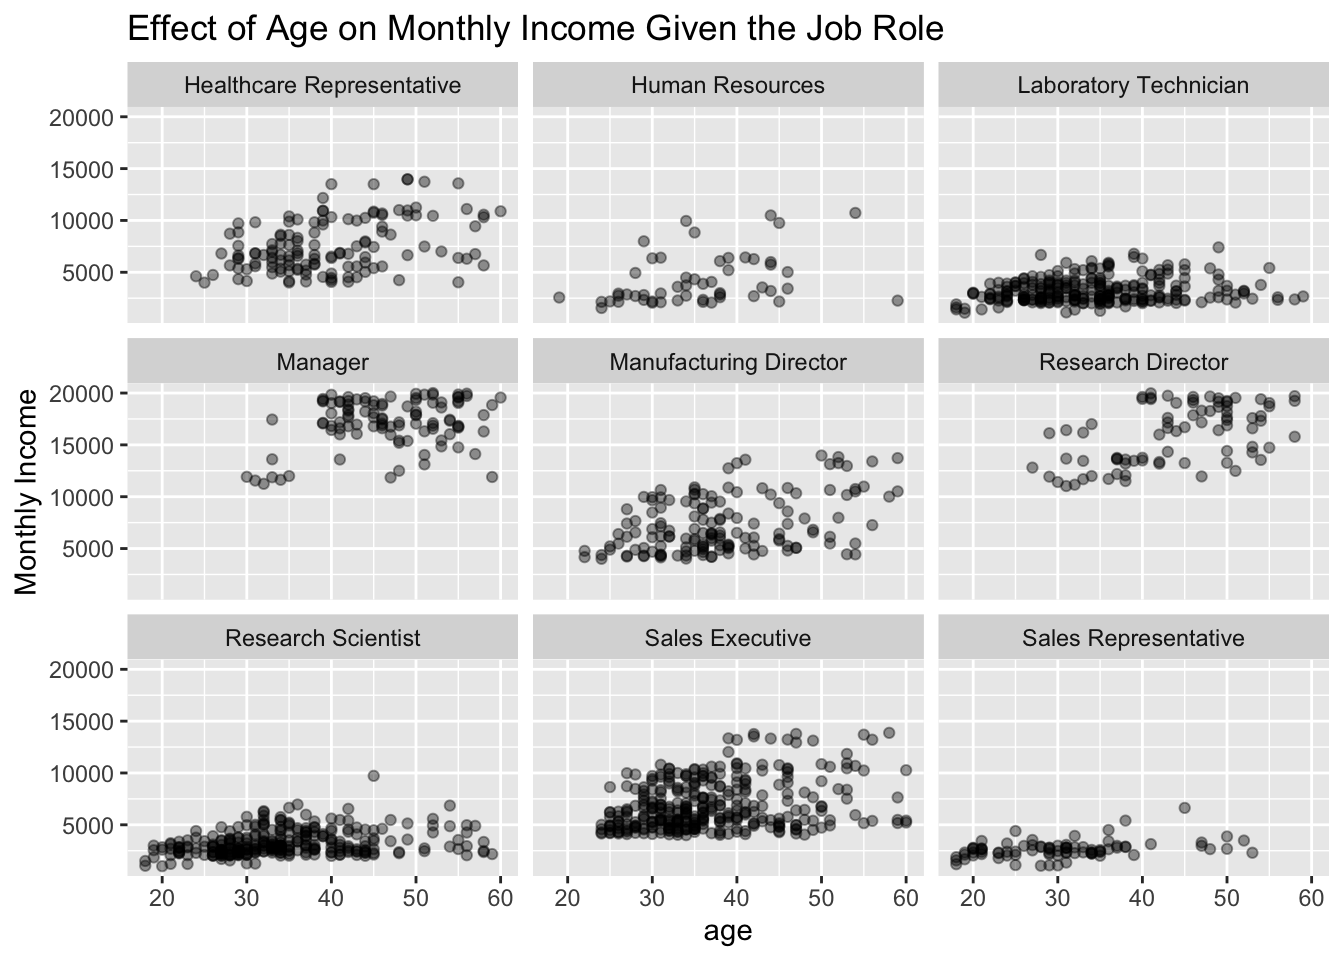 Effect of Age on Monthly Income Given the Job Role
Healthcare Representative
Human Resources
Laboratory Technician
20000
15000
10000
5000
Manager
Manufacturing Director
Research Director
20000
15000
10000
5000
Monthly Income
Research Scientist
Sales Executive
Sales Representative
20000
15000
10000
5000
20 30 40 50 60 20 30 40 50 60 20 30 40 50 60
age